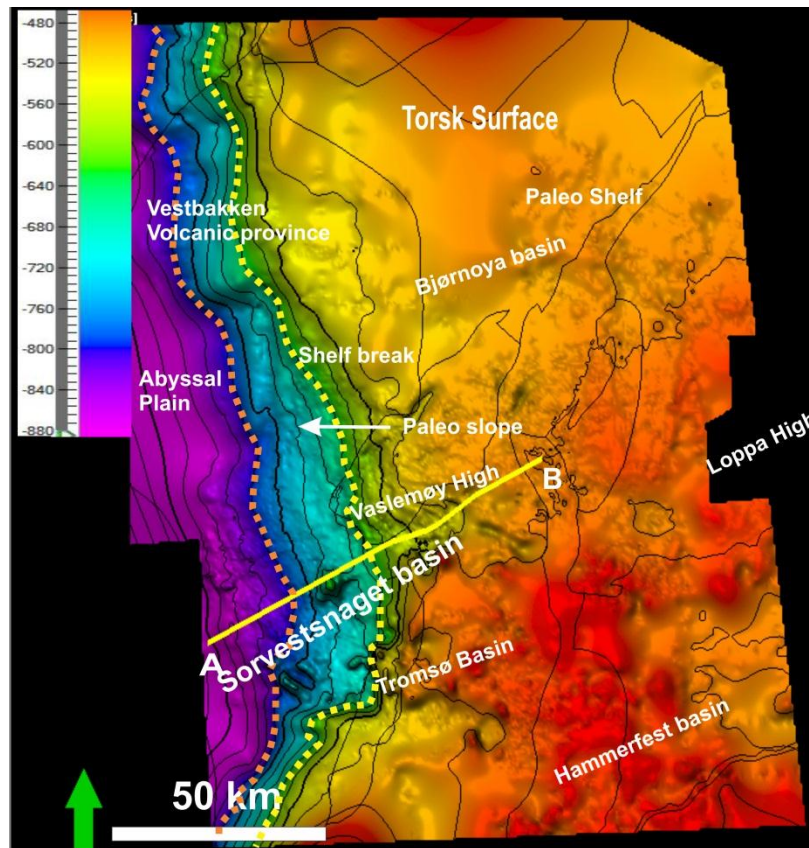 -480
-520
-560
-600
-640
-680
-720
-760
-800
-840
-880
Torsk Surface
Paleo Shelf
Vestbakken
Volcanic province
Bjørnoya basin
Shelf break
Abyssal
Plain
Paleo slope
Loppa High
Vaslemøy High
B
Sorvestsnaget basin
A
Tromsø Basin
Hammerfest basin
50 km